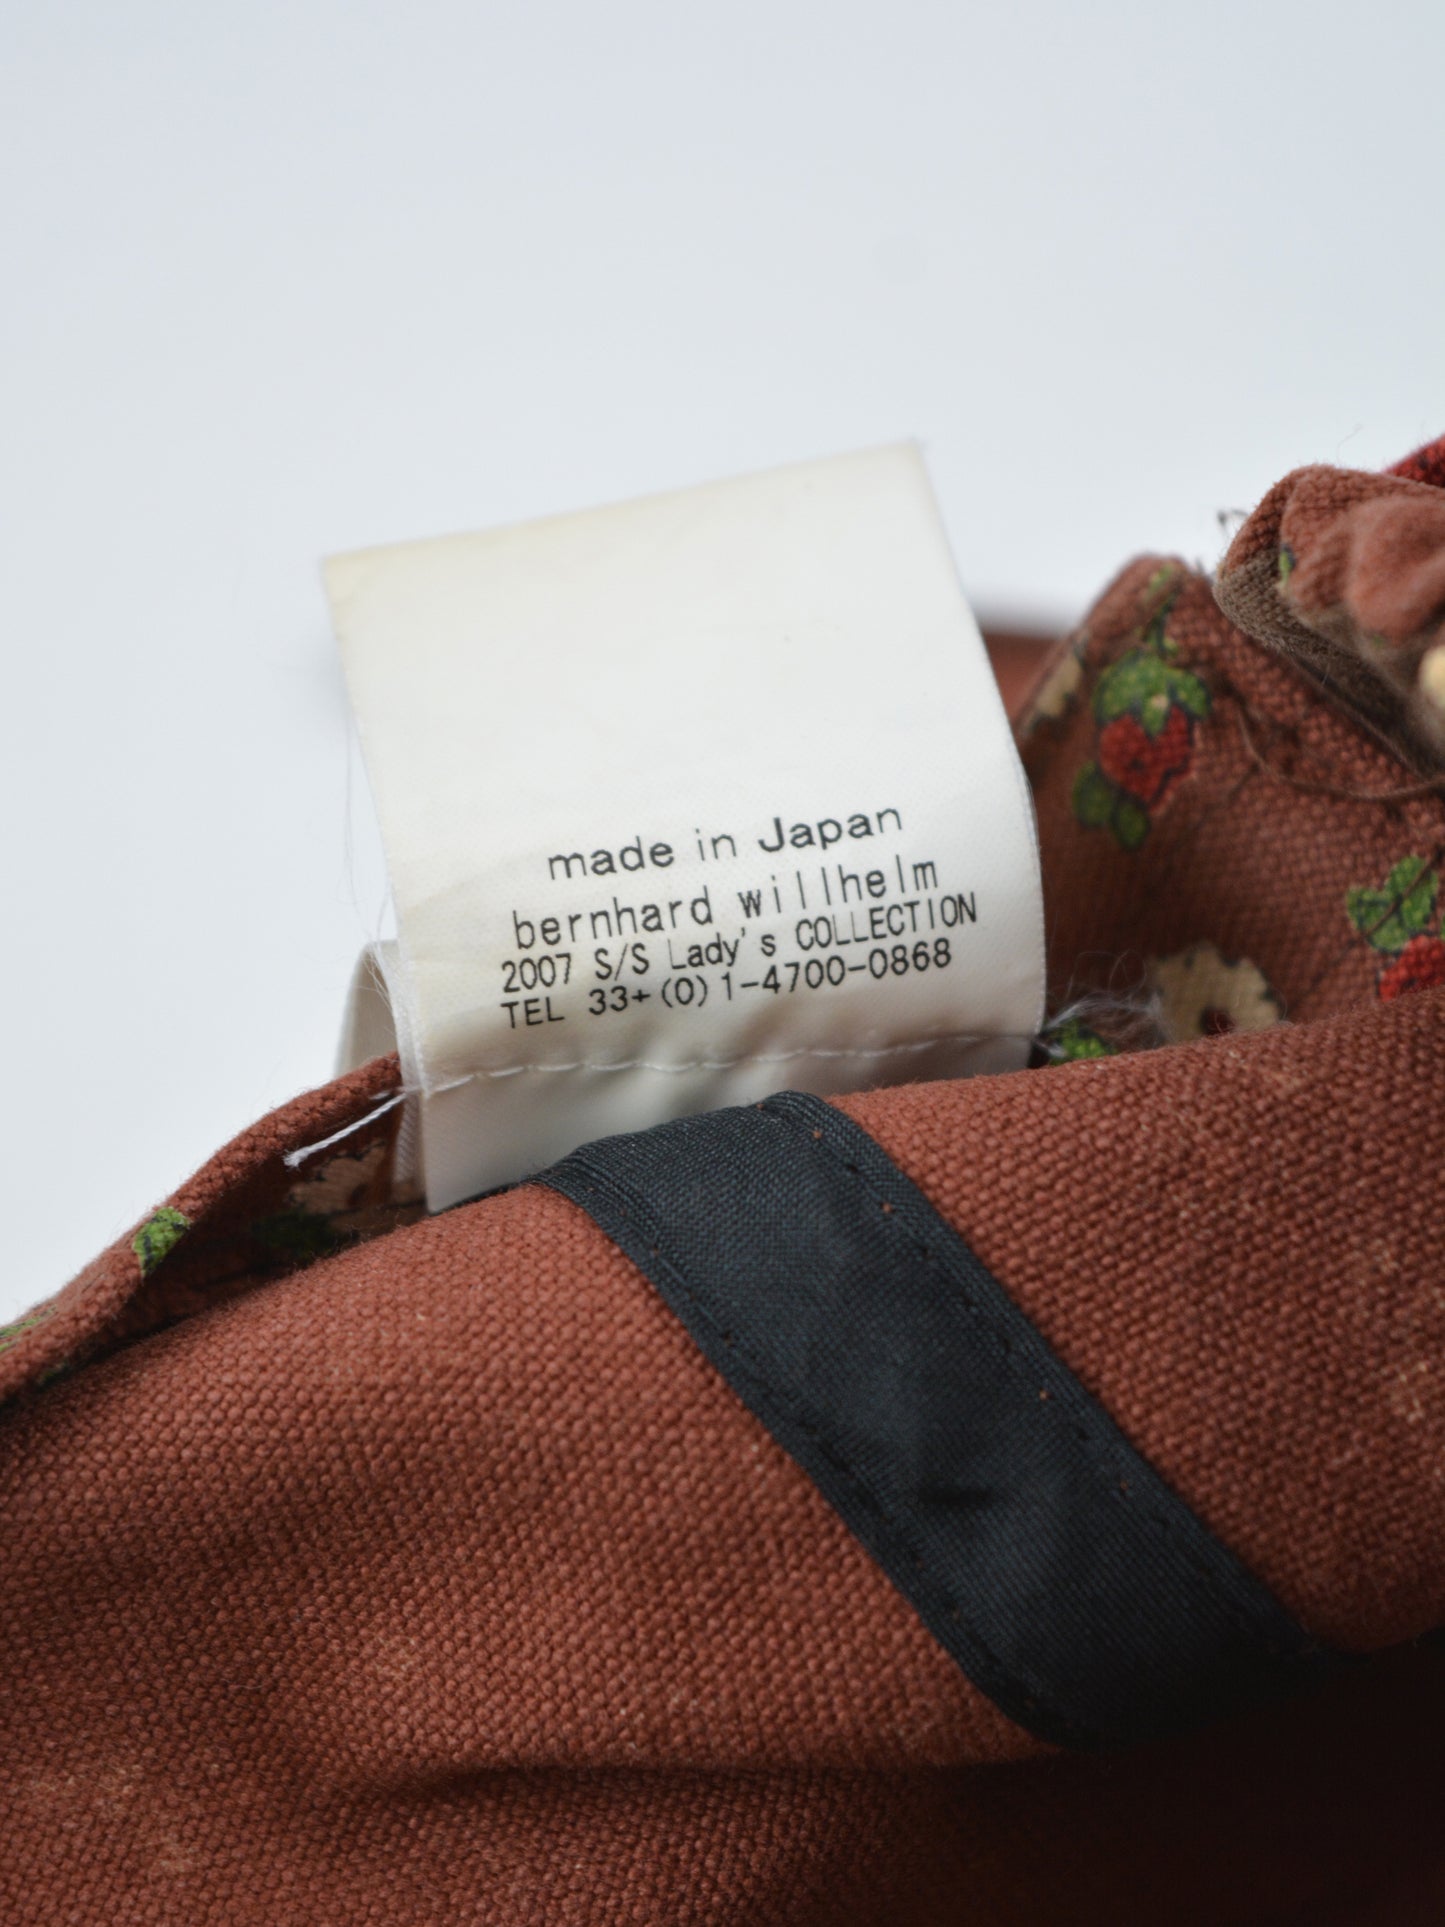 made in Japan
bernhard willhelm
2007 S/S Lady's COLLECTION
TEL 33+(0)1-4700-0868